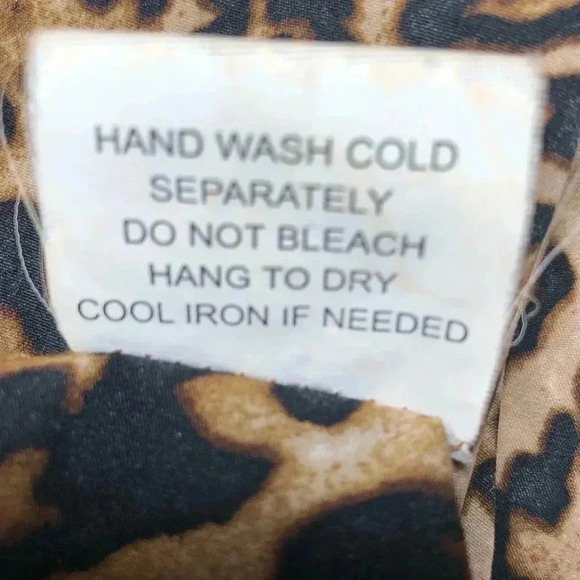 HAND WASH COLD
SEPARATELY
DO NOT BLEACH
HANG TO DRY
COOL IRON IF NEEDED